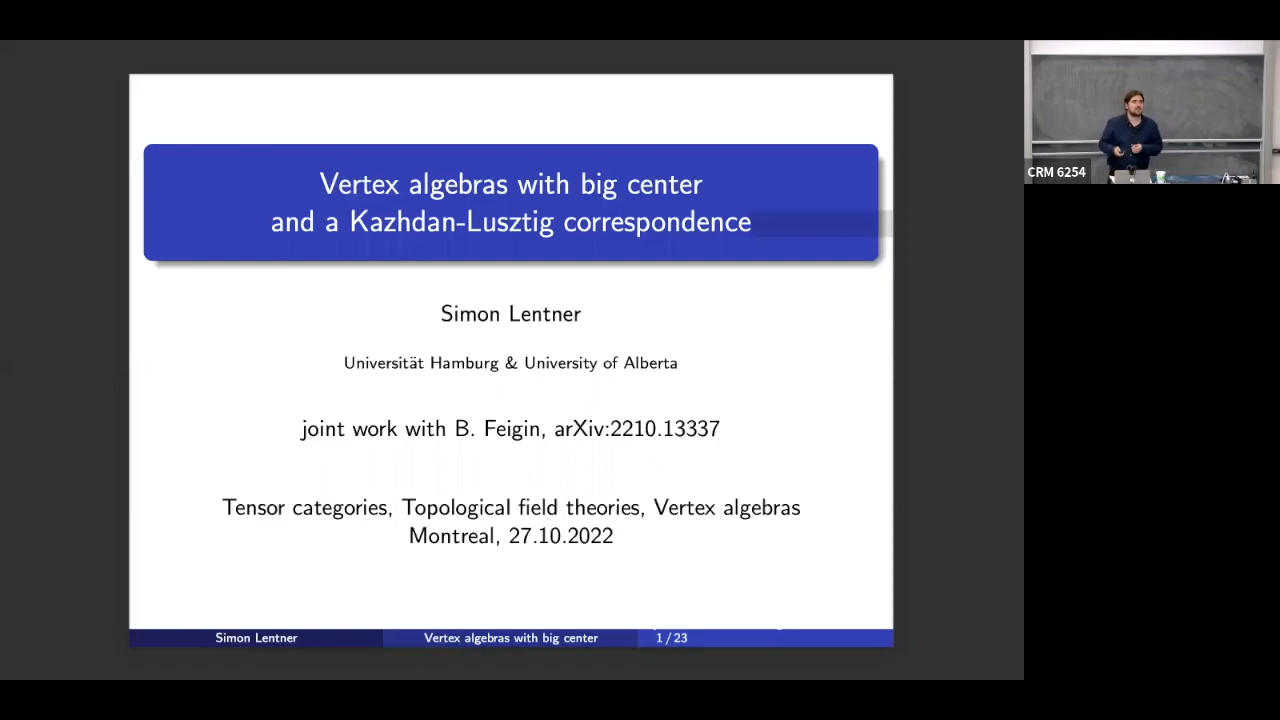 Vertex algebras with big center
and a Kazhdan-Lusztig correspondence
Simon Lentner
Universität Hamburg & University of Alberta
joint work with B. Feigin, arXiv:2210.13337
Tensor categories, Topological field theories, Vertex algebras
Montreal, 27.10.2022
Simon Lentner
Vertex algebras with big center
1 / 23
CRM 6254